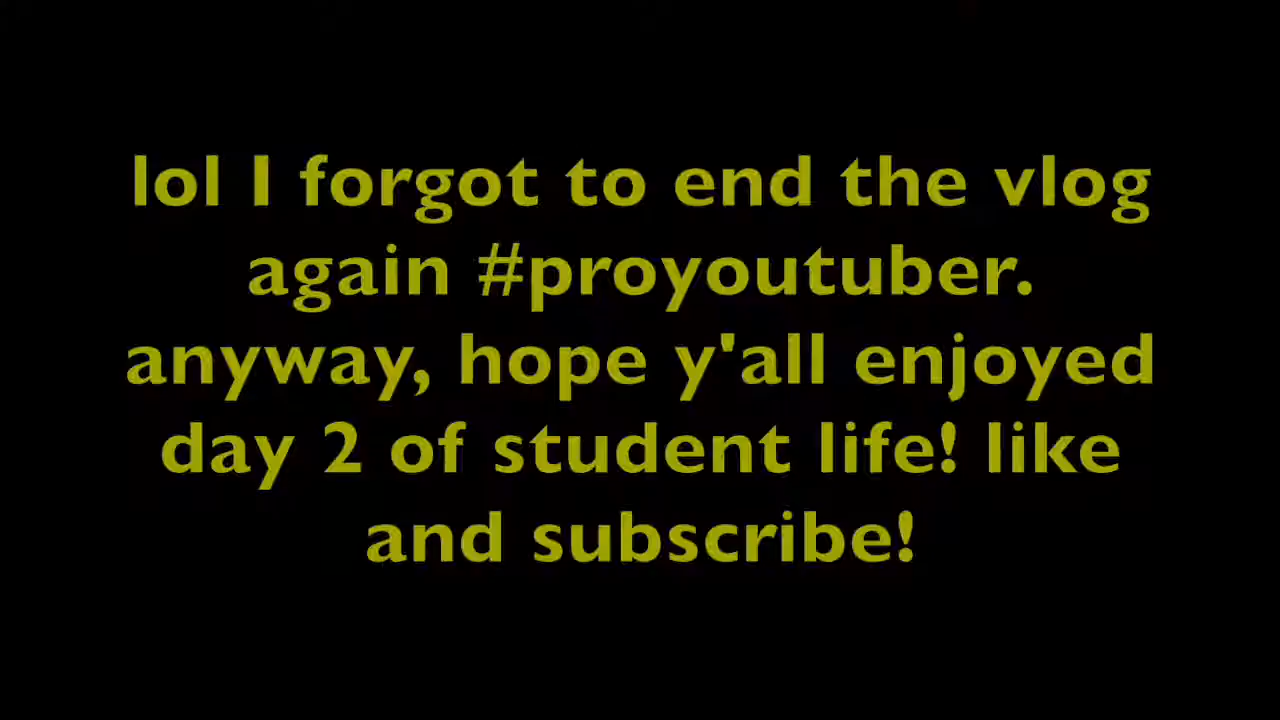 lol I forgot to end the vlog
again #proyoutuber.
anyway, hope y'all enjoyed
day 2 of student life! like
and subscribe!